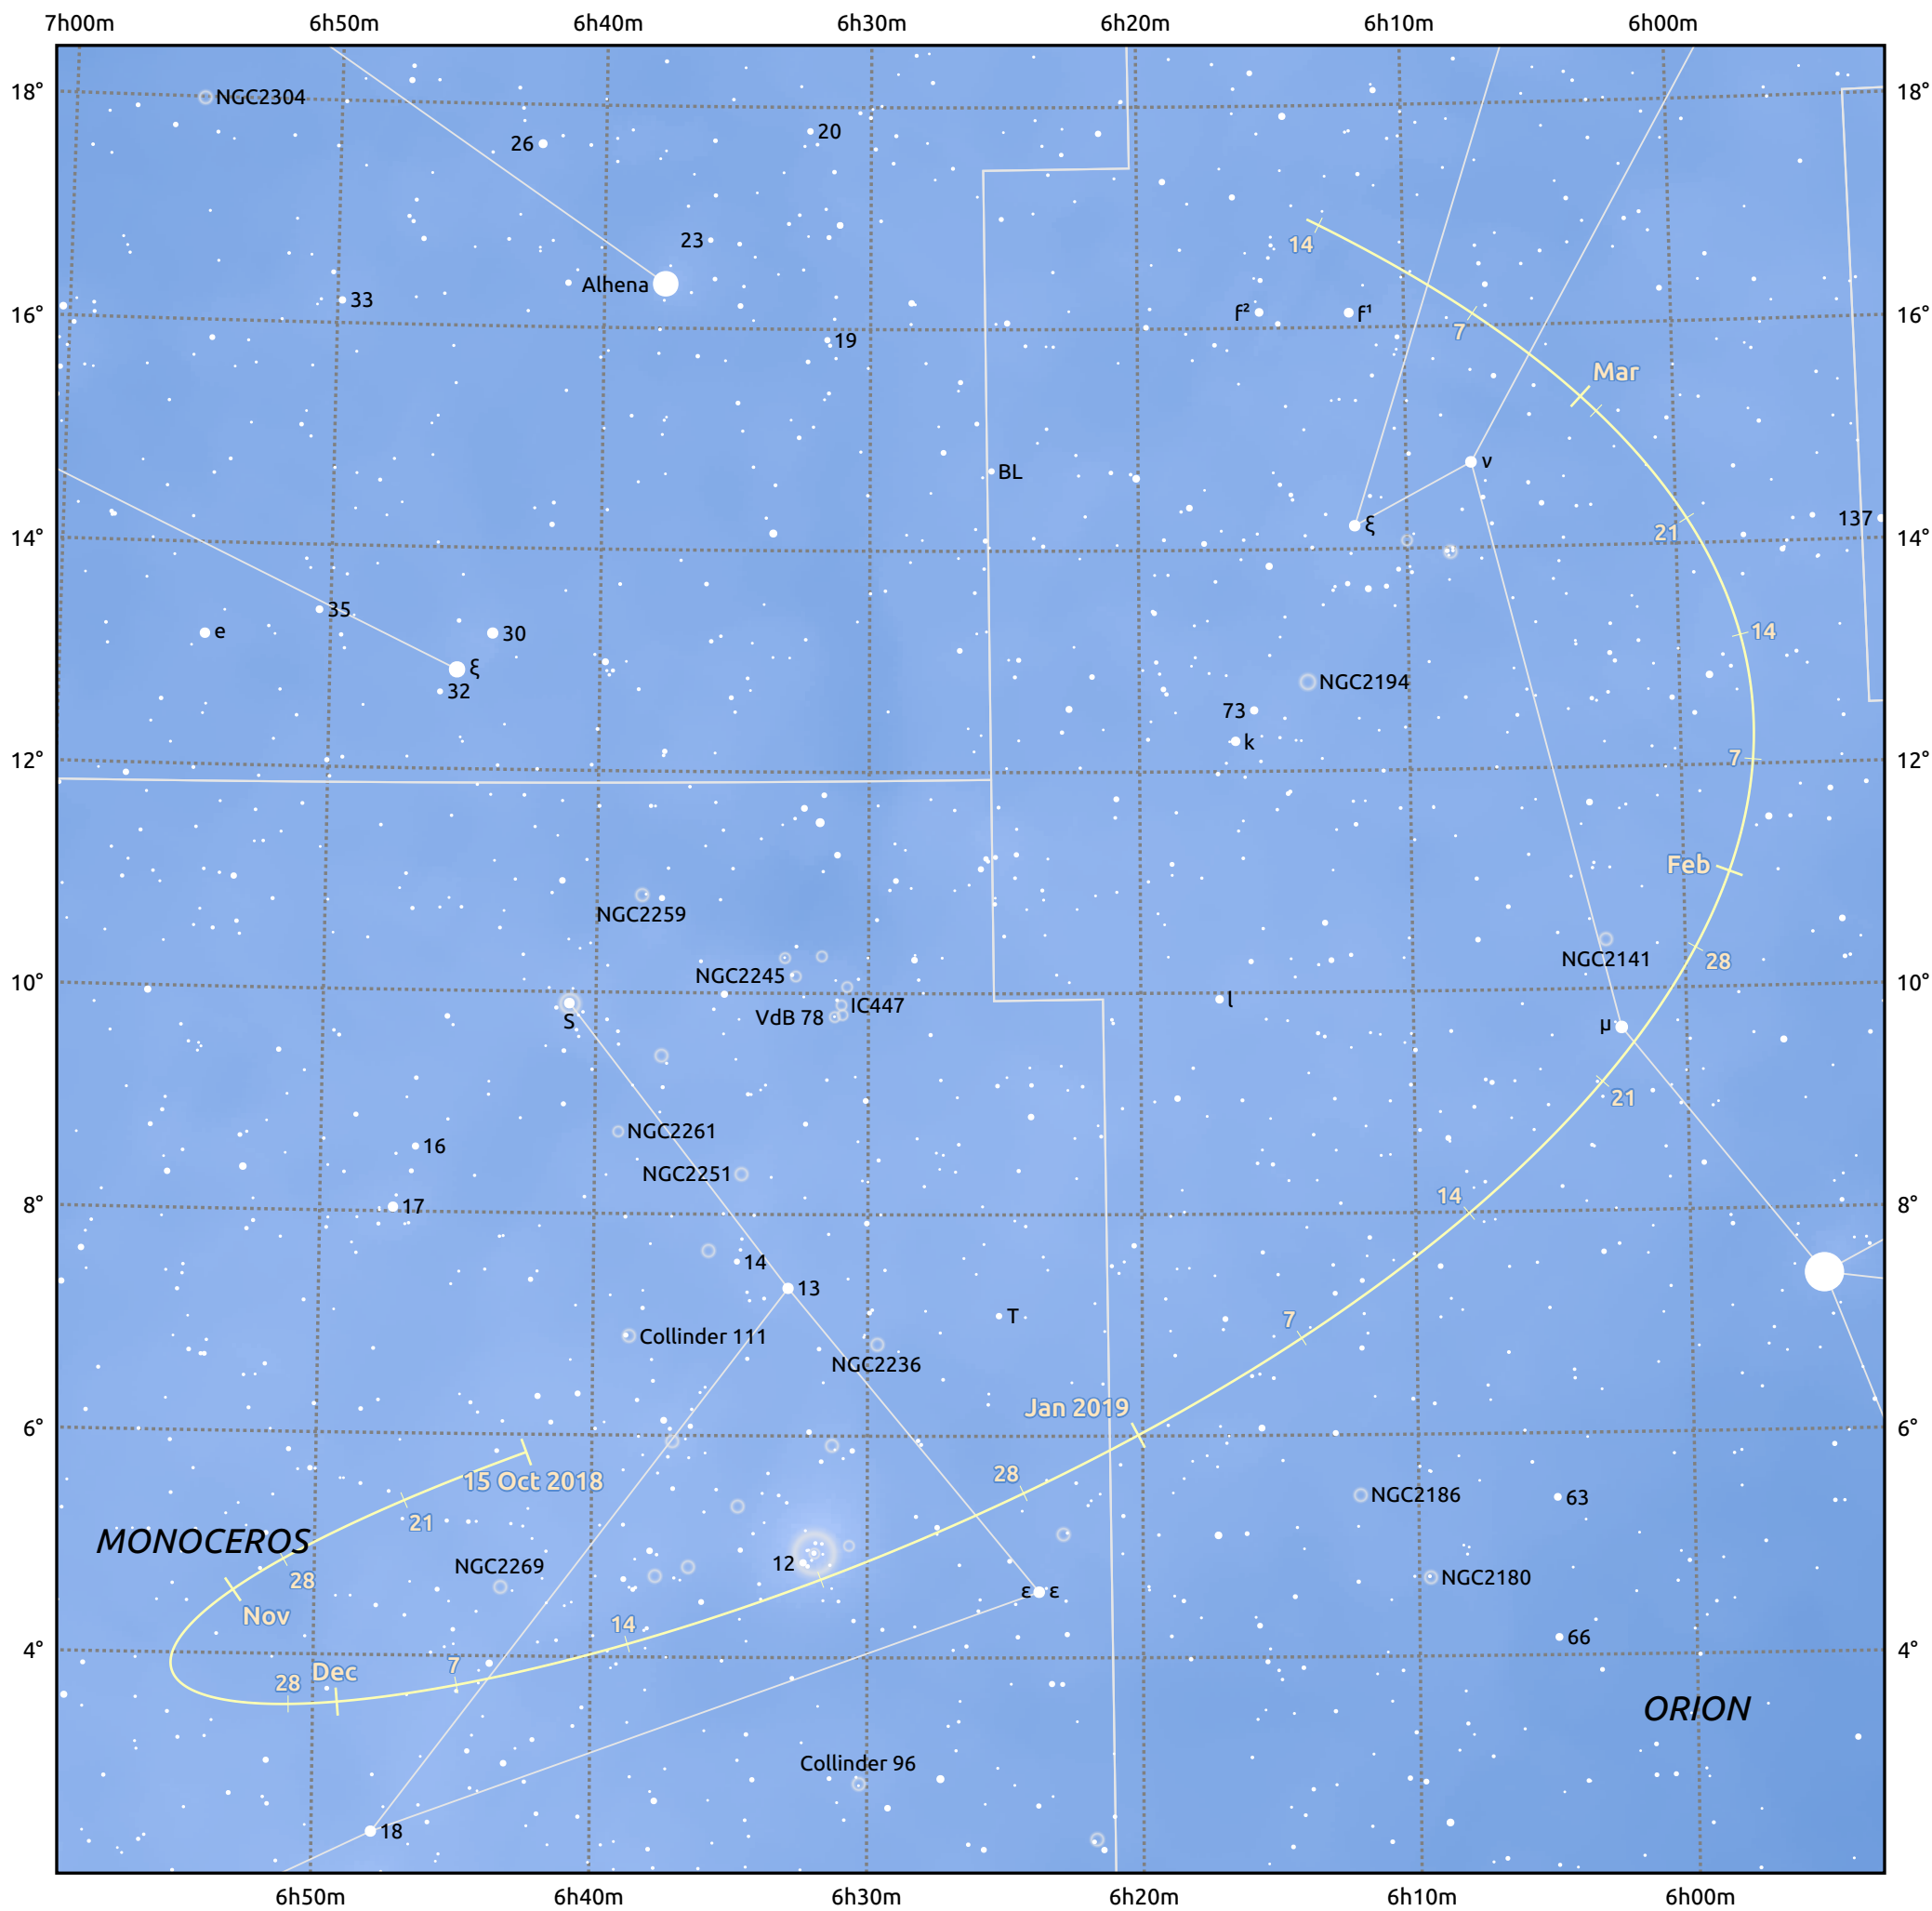 7h00m 6h50m 6h40m 6h30m 6h20m 6h10m 6h00m
18° 18°
NGC2304
26
20
23
14
Alhena
33
f² f¹
16° 16°
7
19
Mar
ν
BL
137
ξ
21
14° 14°
35
14
e
30
ξ
NGC2194
32
73
k
12° 7 12°
Feb
NGC2259
NGC2141
28
NGC2245
10° 10°
l
IC447
VdB 78
S
μ
21
NGC2261
16
NGC2251
14
8° 8°
17
14
13
T
7
Collinder 111
NGC2236
Jan 2019
6° 6°
28
15 Oct 2018
NGC2186
63
21
MONOCEROS
12
NGC2269
28
NGC2180
ε ε
Nov
14
66
4° 4°
7
Dec
28
ORION
Collinder 96
18
6h50m 6h40m 6h30m 6h20m 6h10m 6h00m